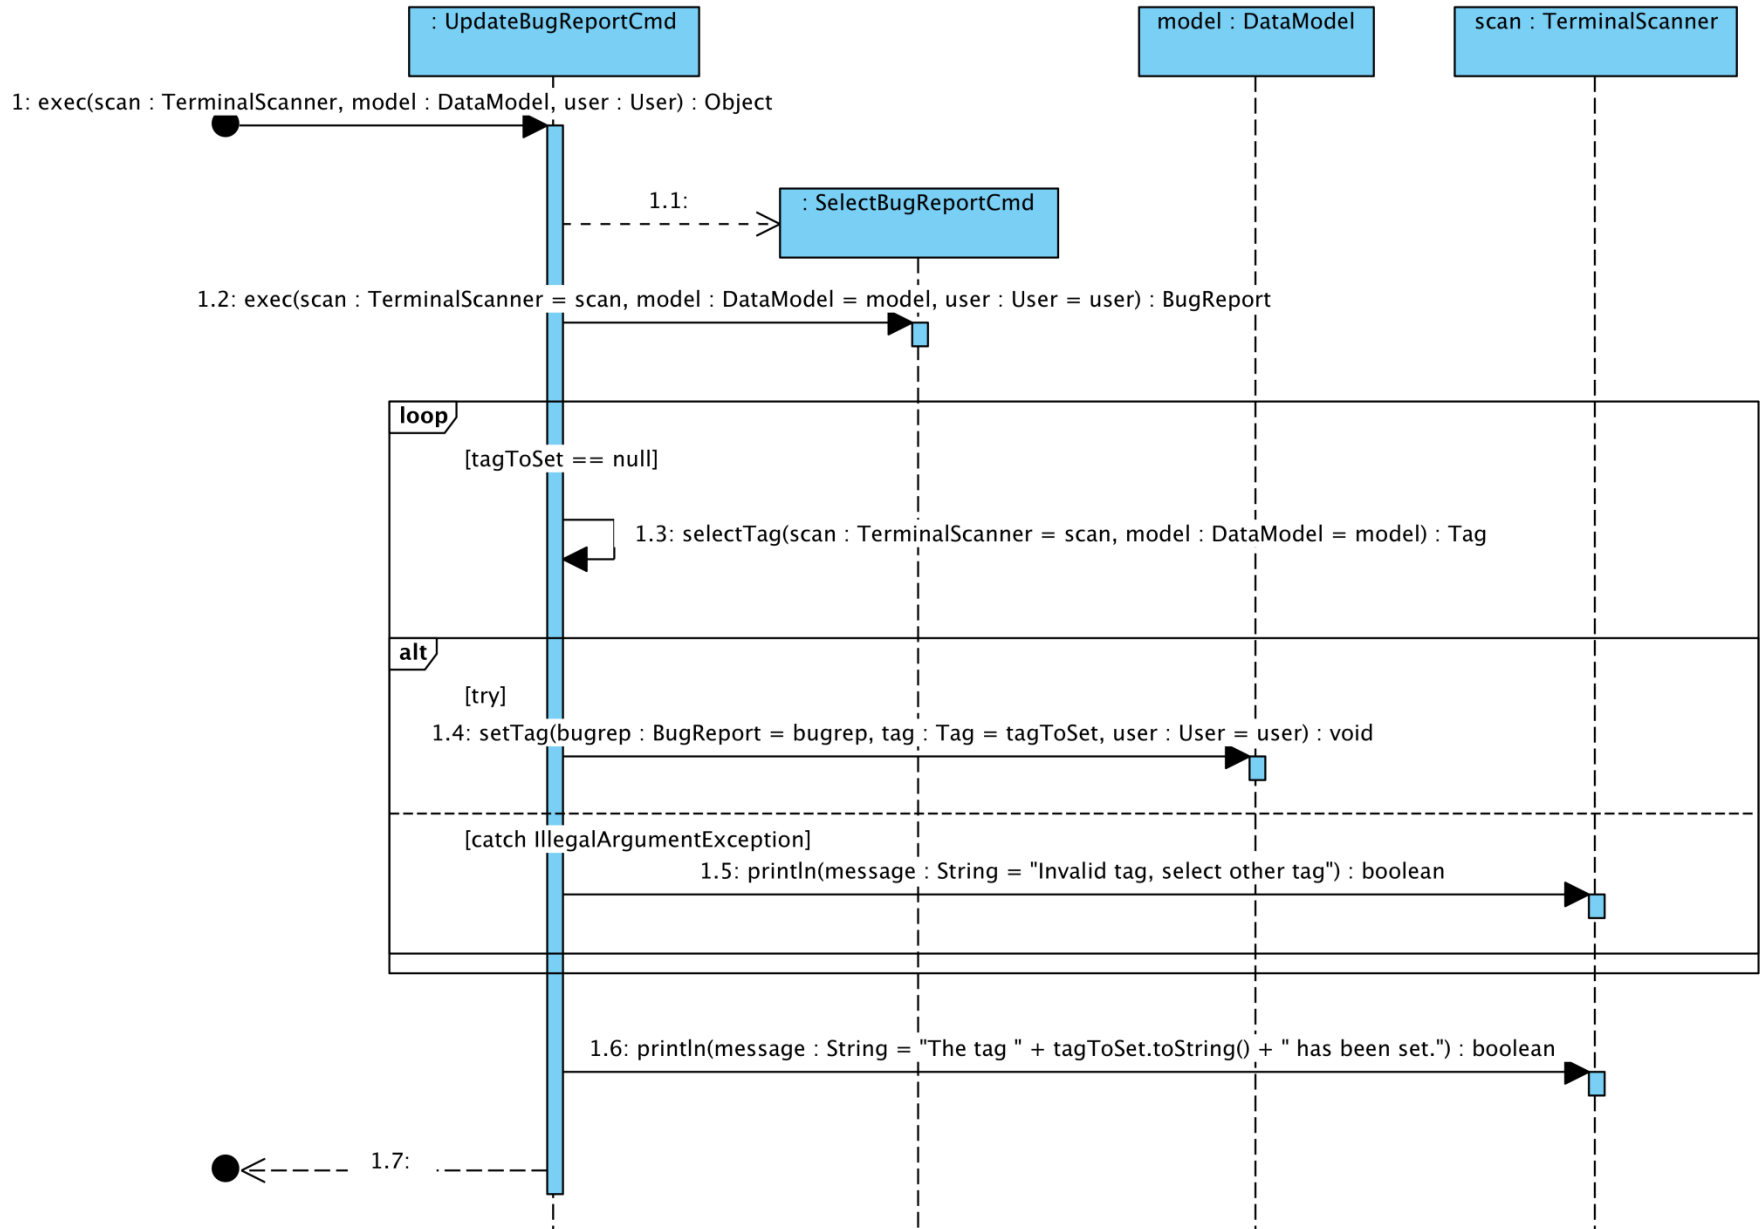 : UpdateBugReportCmd
model : DataModel
scan : TerminalScanner
1: exec(scan : TerminalScanner, model : DataModel, user : User) : Object
1.1:
: SelectBugReportCmd
1.2: exec(scan : TerminalScanner = scan, model : DataModel = model, user : User = user) : BugReport
loop
[tagToSet == null]
1.3: selectTag(scan : TerminalScanner = scan, model : DataModel = model) : Tag
alt
[try]
1.4: setTag(bugrep : BugReport = bugrep, tag : Tag = tagToSet, user : User = user) : void
[catch IllegalArgumentException]
1.5: println(message : String = "Invalid tag, select other tag") : boolean
1.6: println(message : String = "The tag " + tagToSet.toString() + " has been set.") : boolean
1.7: